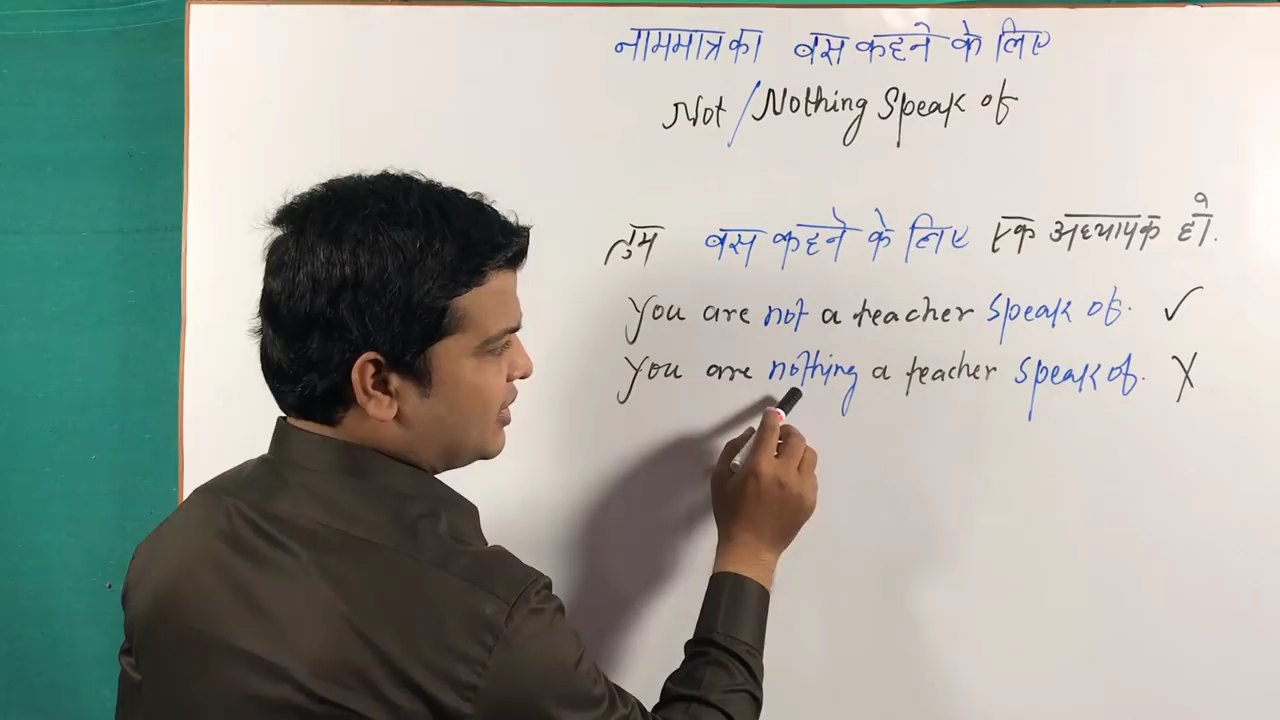 नाममात्र का बस कहने के लिए
Not / Nothing Speak of
तुम बस कहने के लिए एक अध्यापक हो.
You are not a teacher speak of. ✓
You are nothing a teacher speak of. X